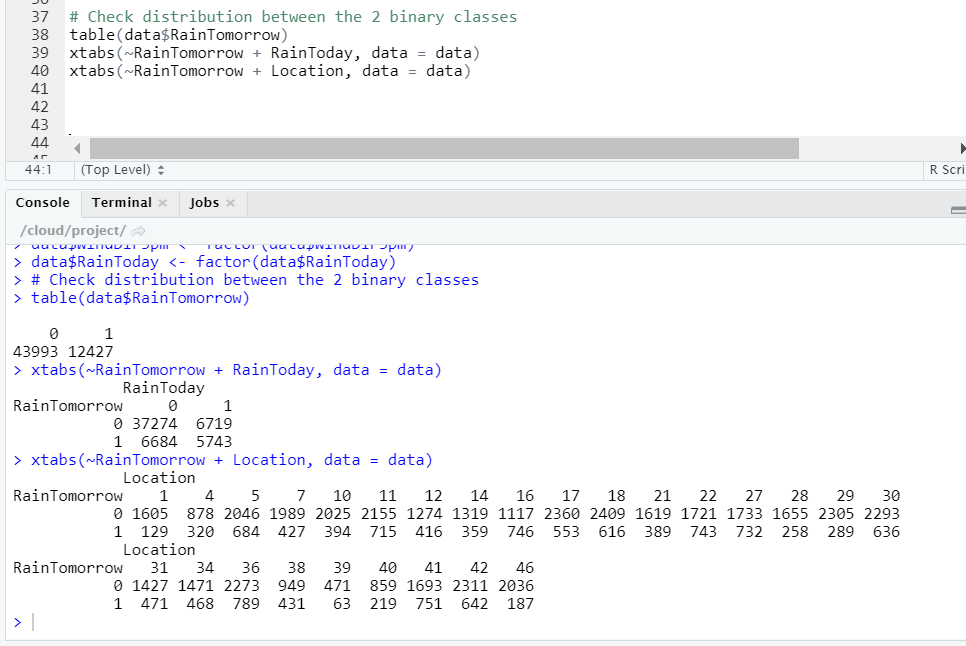 37 # Check distribution between the 2 binary classes
38 table(data$RainTomorrow)
39 xtabs(~RainTomorrow + RainToday, data = data)
40 xtabs(~RainTomorrow + Location, data = data)
41
42
43
44
44:1 (Top Level) R Scri
Console Terminal Jobs
/cloud/project/
> data$RainToday <- factor(data$RainToday)
> # Check distribution between the 2 binary classes
> table(data$RainTomorrow)
0 1
43993 12427
> xtabs(~RainTomorrow + RainToday, data = data)
RainToday
RainTomorrow 0 1
0 37274 6719
1 6684 5743
> xtabs(~RainTomorrow + Location, data = data)
Location
RainTomorrow 1 4 5 7 10 11 12 14 16 17 18 21 22 27 28 29 30
0 1605 878 2046 1989 2025 2155 1274 1319 1117 2360 2409 1619 1721 1733 1655 2305 2293
1 129 320 684 427 394 715 416 359 746 553 616 389 743 732 258 289 636
Location
RainTomorrow 31 34 36 38 39 40 41 42 46
0 1427 1471 2273 949 471 859 1693 2311 2036
1 471 468 789 431 63 219 751 642 187
>